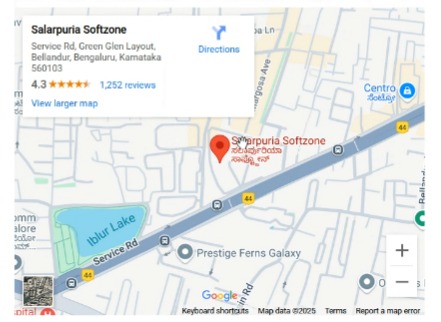 Salarpuria Softzone
Service Rd, Green Glen Layout,
Bellandur, Bengaluru, Karnataka
560103
4.3
1,252 reviews
View larger map
Directions
Centro
44
Salarpuria Softzone
44
Iblur Lake
Service Rd
44
Prestige Ferns Galaxy
in Rd
Google
Keyboard shortcuts
Map data ©2025
Terms
Report a map error